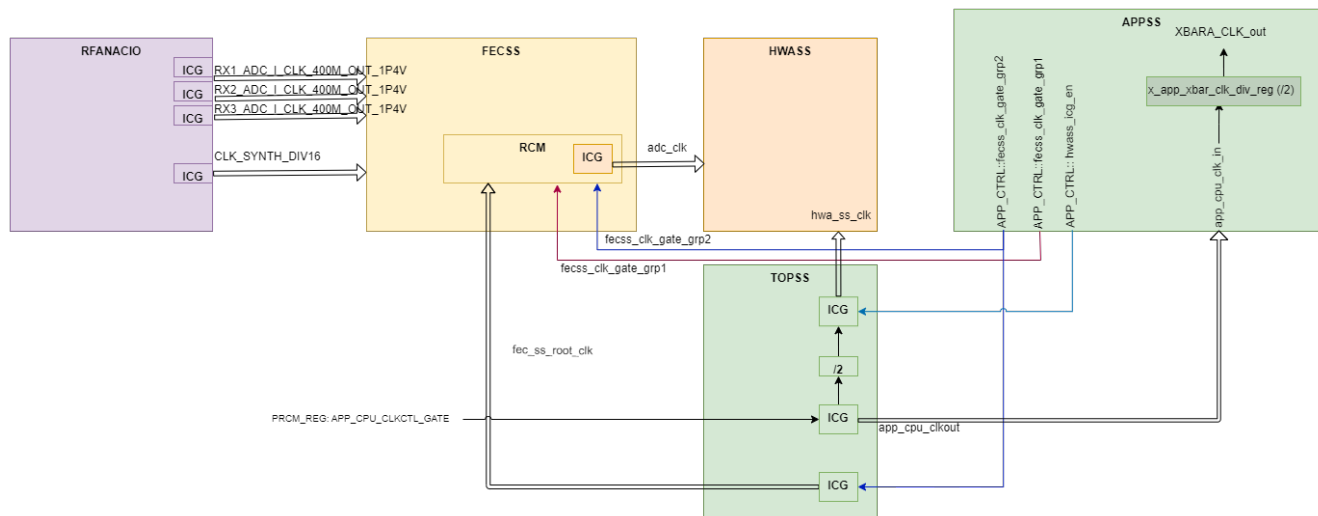 RFANACIO
ICG
RX1_ADC_I_CLK_400M_OUT_1P4V
ICG
RX2_ADC_I_CLK_400M_OUT_1P4V
ICG
RX3_ADC_I_CLK_400M_OUT_1P4V
ICG
CLK_SYNTH_DIV16
FECSS
RCM
ICG
adc_clk
HWASS
hwa_ss_clk
fecss_clk_gate_grp2
fecss_clk_gate_grp1
APPSS
XBARA_CLK_out
x_app_xbar_clk_div_reg (/2)
APP_CTRL::fecss_clk_gate_grp2
APP_CTRL::fecss_clk_gate_grp1
APP_CTRL:: hwass_icg_en
app_cpu_clk_in
TOPSS
ICG
/2
ICG
ICG
fec_ss_root_clk
PRCM_REG: APP_CPU_CLKCTL_GATE
app_cpu_clkout